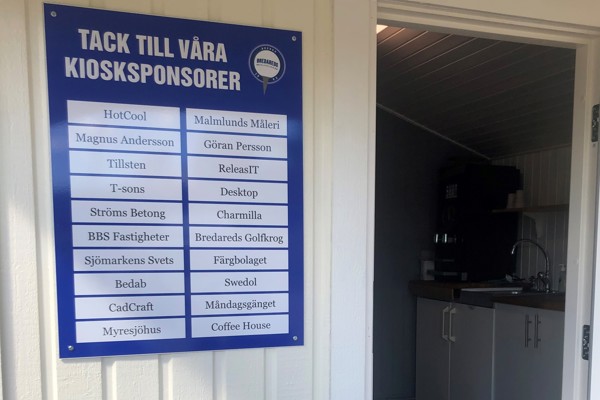 TACK TILL VÅRA
KIOSKSPONSORER
BREDAREDS
HotCool
Magnus Andersson
Tillsten
T-sons
Ströms Betong
BBS Fastigheter
Sjömarkens Svets
Bedab
CadCraft
Myresjöhus
Malmlunds Måleri
Göran Persson
ReleasIT
Desktop
Charmilla
Bredareds Golfkrog
Färgbolaget
Swedol
Måndagsgänget
Coffee House